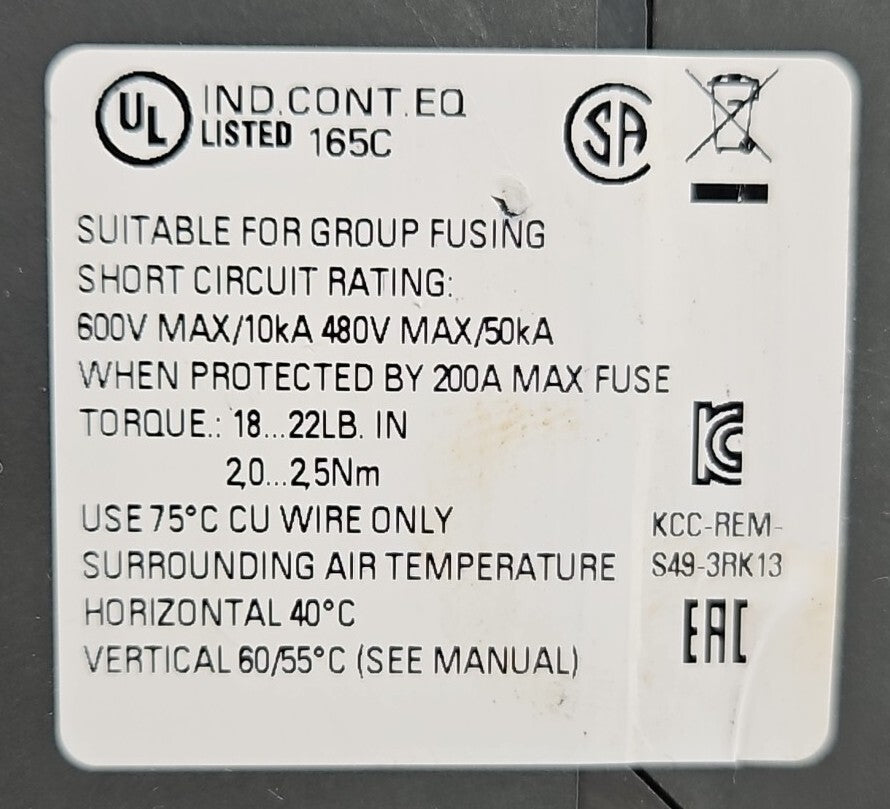 UL IND.CONT.EQ
LISTED 165C
SA
SUITABLE FOR GROUP FUSING
SHORT CIRCUIT RATING:
600V MAX/10kA 480V MAX/50kA
WHEN PROTECTED BY 200A MAX FUSE
TORQUE.: 18...22LB. IN
2,0...2,5Nm
USE 75°C CU WIRE ONLY
SURROUNDING AIR TEMPERATURE
HORIZONTAL 40°C
VERTICAL 60/55°C (SEE MANUAL)
KC
KCC-REM-
S49-3RK13
EAC